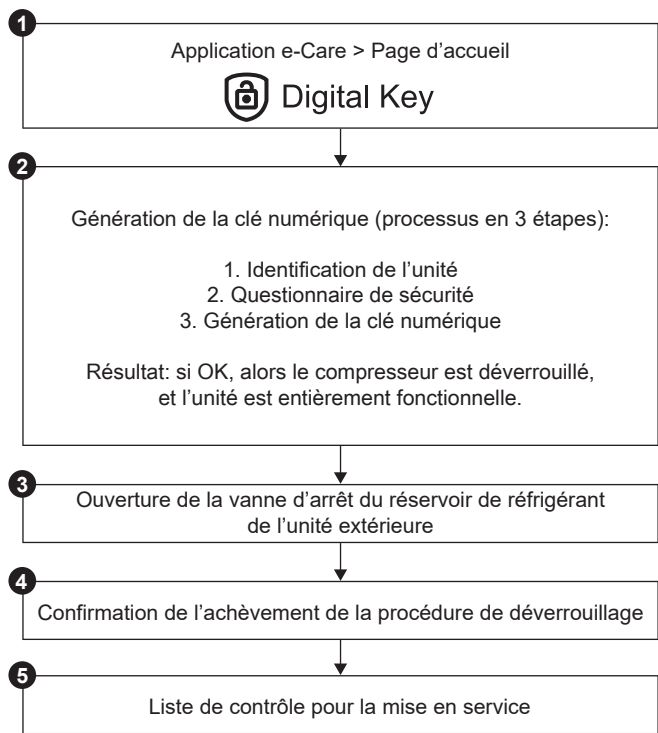 1
Application e-Care > Page d’accueil
Digital Key
2
Génération de la clé numérique (processus en 3 étapes):
1. Identification de l’unité
2. Questionnaire de sécurité
3. Génération de la clé numérique
Résultat: si OK, alors le compresseur est déverrouillé,
et l’unité est entièrement fonctionnelle.
3
Ouverture de la vanne d’arrêt du réservoir de réfrigérant
de l’unité extérieure
4
Confirmation de l’achèvement de la procédure de déverrouillage
5
Liste de contrôle pour la mise en service